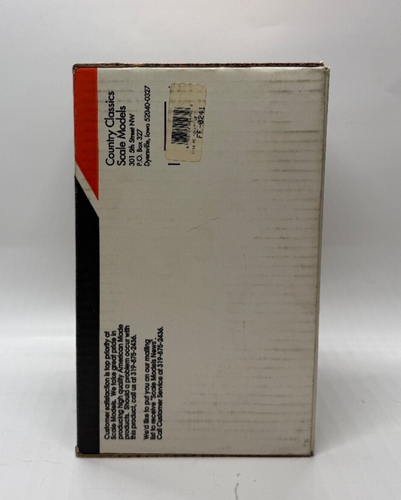 Country Classics
Scale Models
301 5th Street NW
P.O. Box 327
Dyersville, Iowa 52040-0327
FF-0241
Customer satisfaction is top priority at
Scale Models. We take great pride in
producing high quality American Made
products. Should a problem occur with
this product, call us at 319-875-2436.
We'd like to put you on our mailing
list to receive "Scale Models News".
Call Customer Service at 319-875-2436.